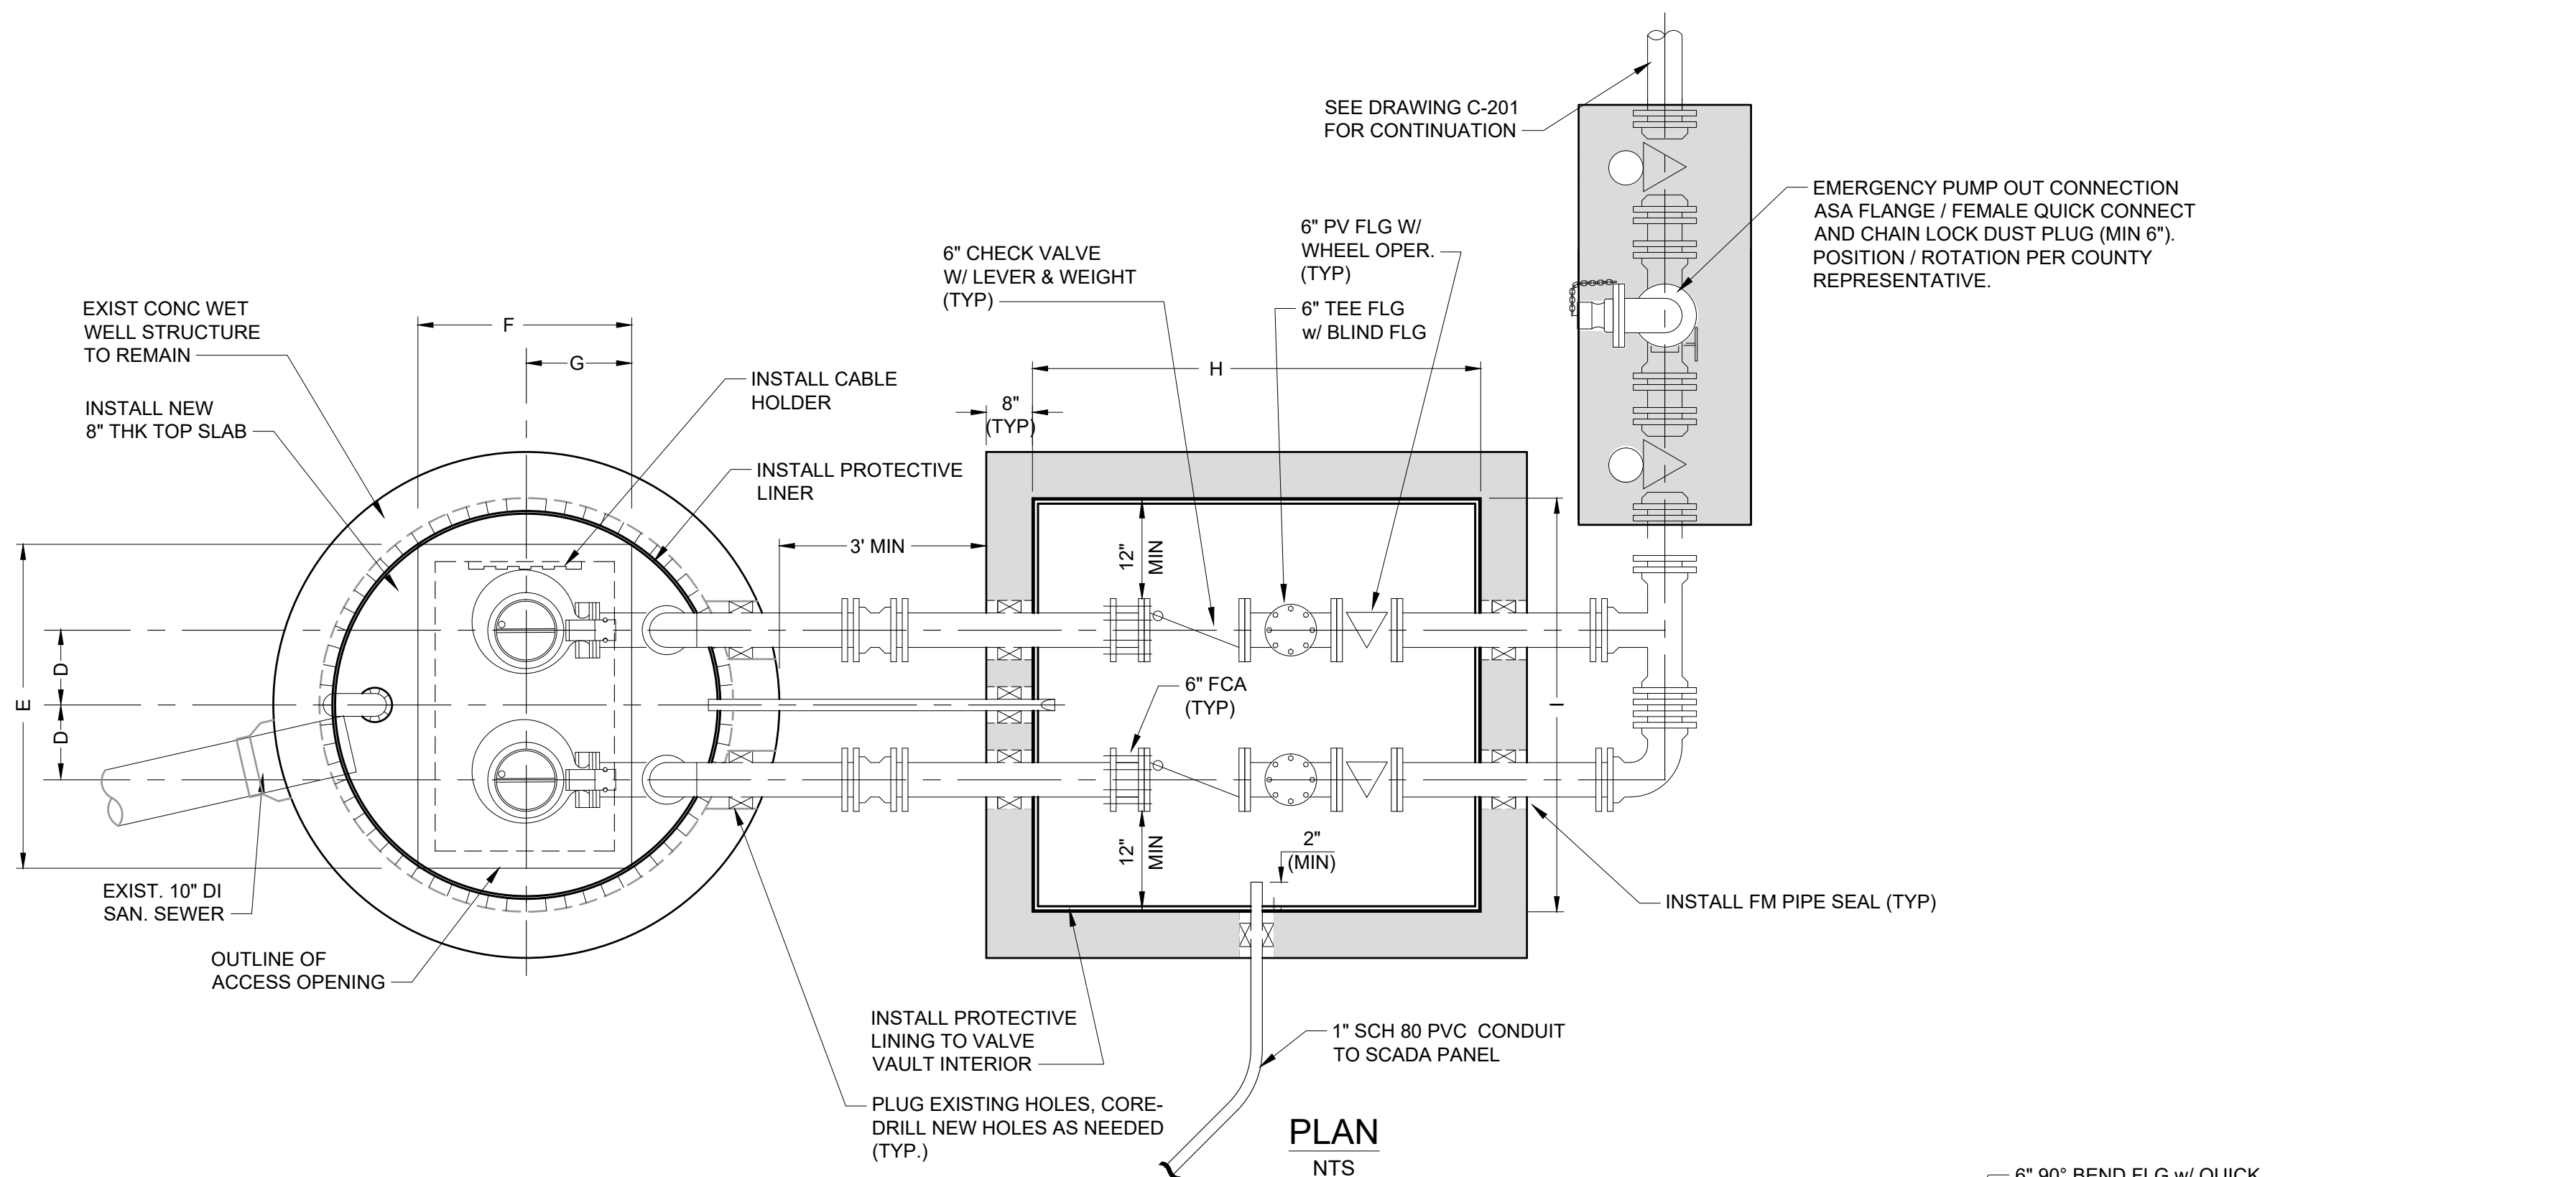 SEE DRAWING C-201
FOR CONTINUATION
EMERGENCY PUMP OUT CONNECTION
ASA FLANGE / FEMALE QUICK CONNECT
AND CHAIN LOCK DUST PLUG (MIN 6").
POSITION / ROTATION PER COUNTY
REPRESENTATIVE.
6" PV FLG W/
WHEEL OPER.
(TYP)
6" CHECK VALVE
W/ LEVER & WEIGHT
(TYP)
6" TEE FLG
w/ BLIND FLG
EXIST CONC WET
WELL STRUCTURE
TO REMAIN
F
G
H
INSTALL CABLE
HOLDER
INSTALL NEW
8" THK TOP SLAB
8"
(TYP)
INSTALL PROTECTIVE
LINER
3' MIN
12"
MIN
D
E
D
I
6" FCA
(TYP)
12"
MIN
2"
(MIN)
EXIST. 10" DI
SAN. SEWER
INSTALL FM PIPE SEAL (TYP)
OUTLINE OF
ACCESS OPENING
INSTALL PROTECTIVE
LINING TO VALVE
VAULT INTERIOR
1" SCH 80 PVC CONDUIT
TO SCADA PANEL
PLUG EXISTING HOLES, CORE-
DRILL NEW HOLES AS NEEDED
(TYP.)
PLAN
NTS
6" 90° BEND FLG w/ QUICK